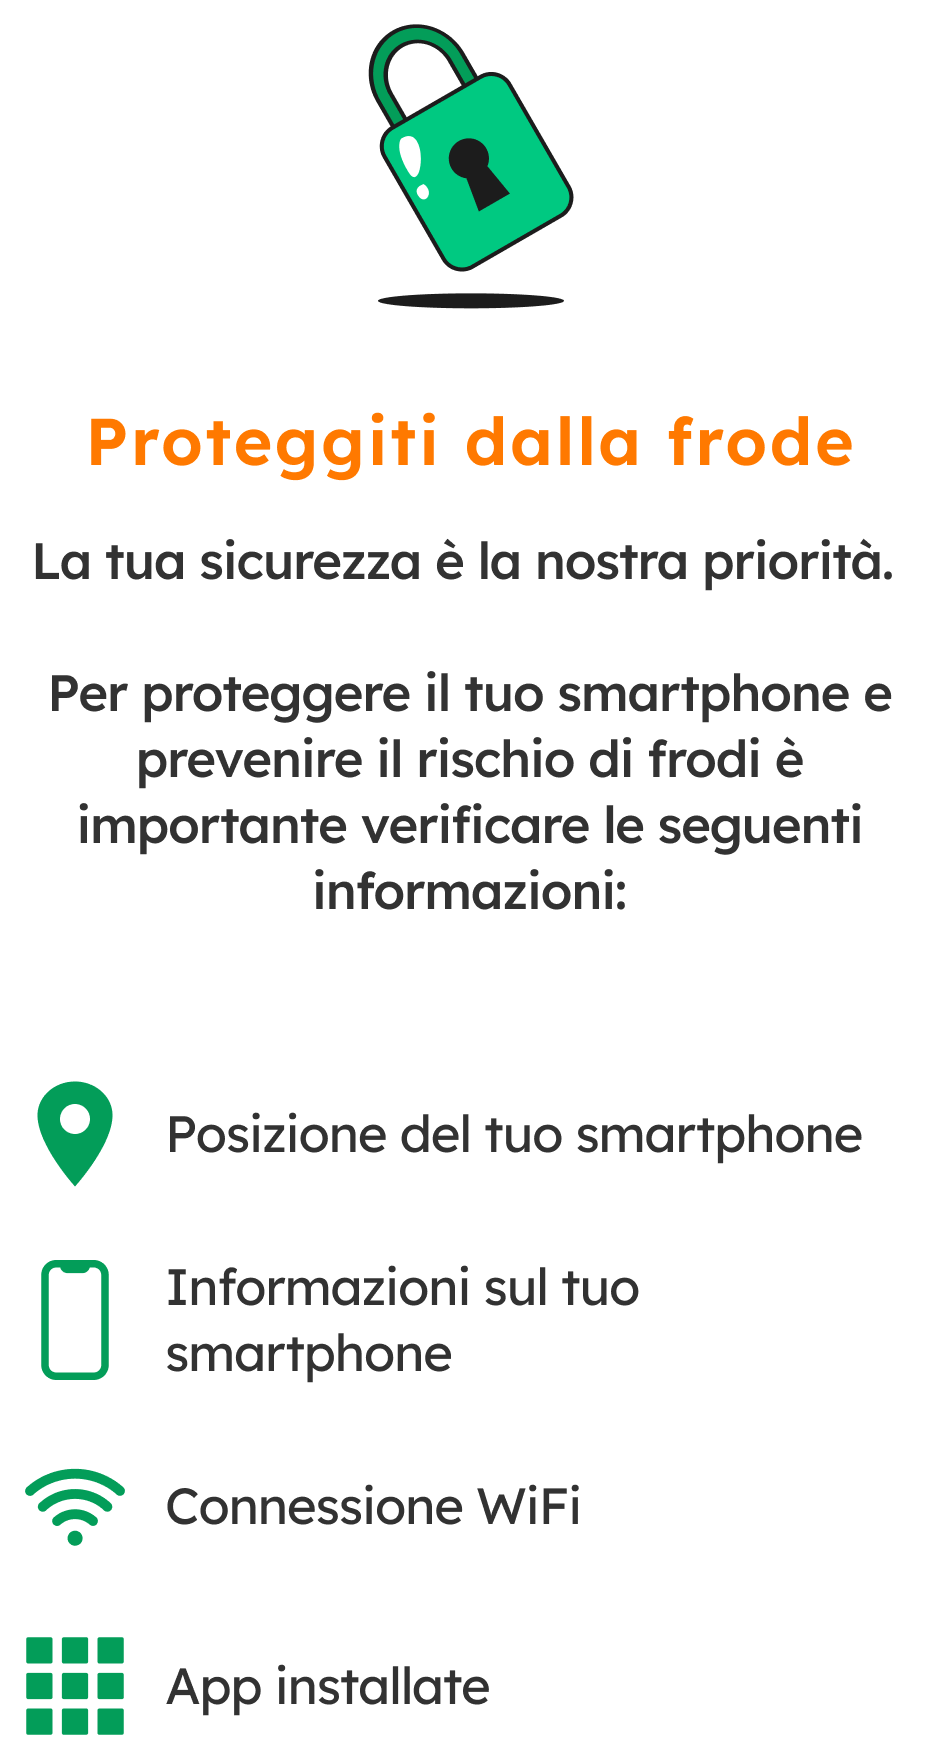 Proteggiti dalla frode
La tua sicurezza è la nostra priorità.
Per proteggere il tuo smartphone e
prevenire il rischio di frodi è
importante verificare le seguenti
informazioni:
Posizione del tuo smartphone
Informazioni sul tuo
smartphone
Connessione WiFi
App installate